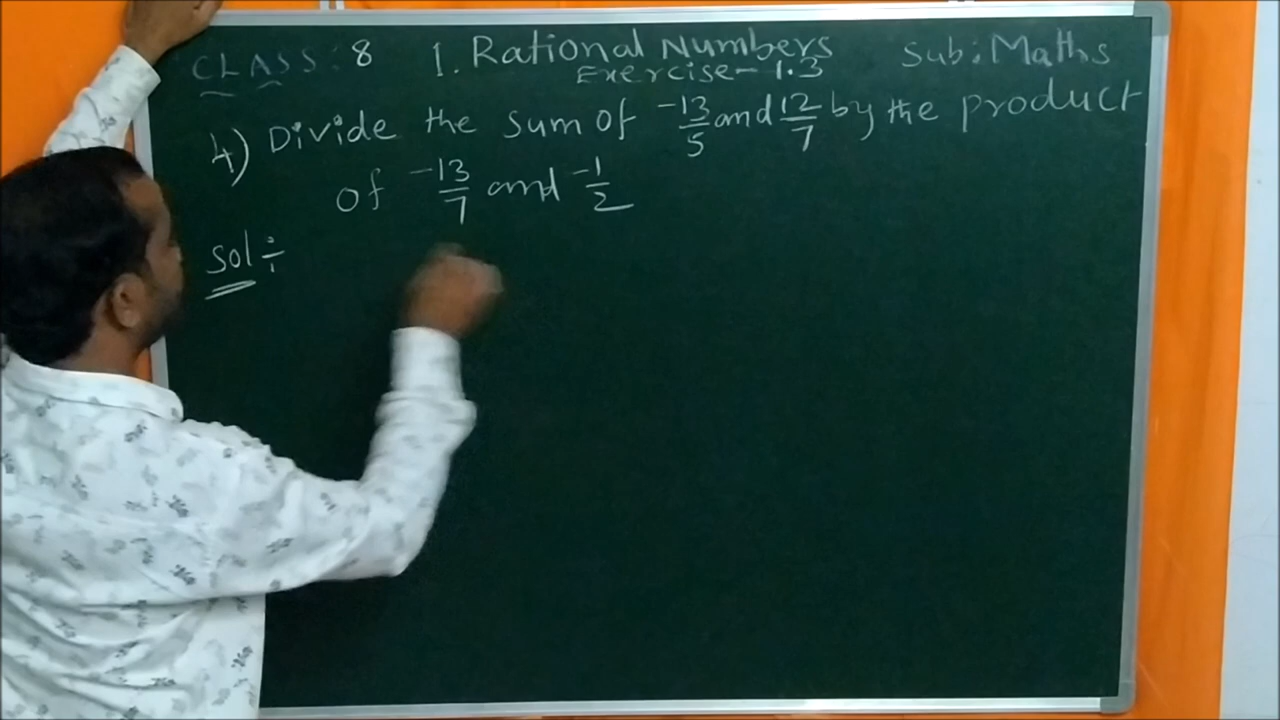 CLASS: 8 1. Rational Numbers Sub: Maths
Exercise-1.3
4) Divide the sum of -13/5 and 12/7 by the product
of -13/7 and -1/2
Sol ÷